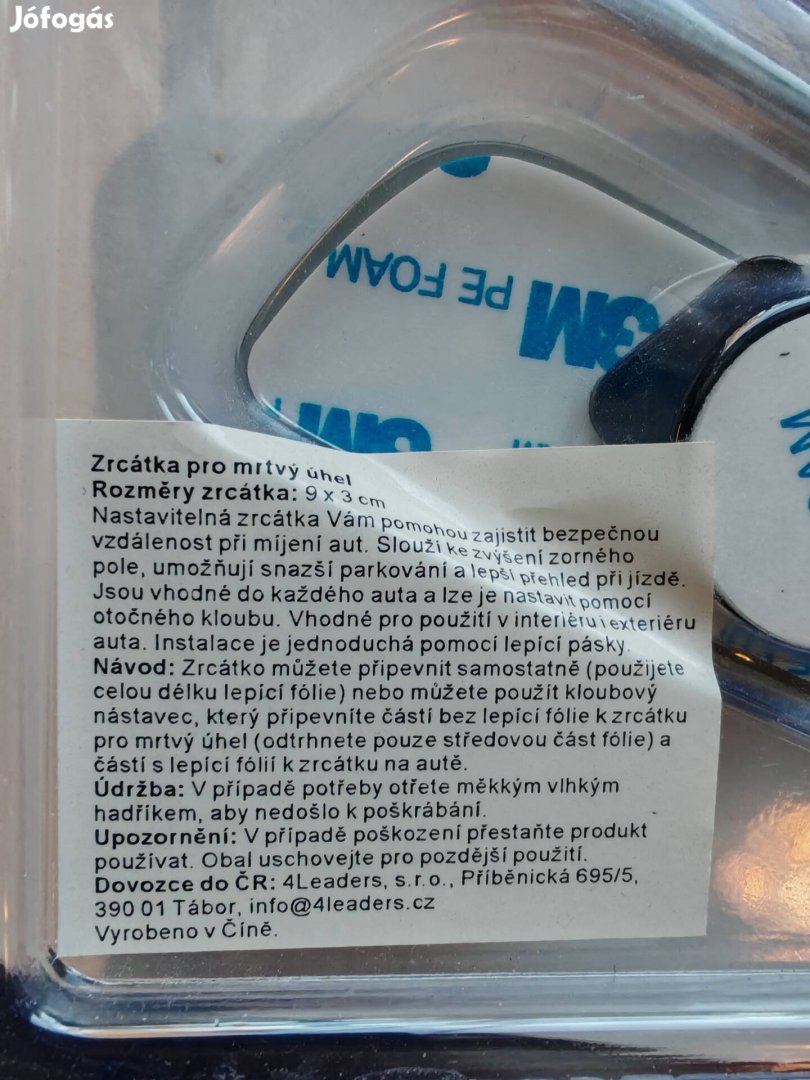 Jófogás
3M PE FOAM
3M
Zrcátka pro mrtvý úhel
Rozměry zrcátka: 9 x 3 cm
Nastavitelná zrcátka Vám pomohou zajistit bezpečnou
vzdálenost při míjení aut. Slouží ke zvýšení zorného
pole, umožňují snazší parkování a lepší přehled při jízdě.
Jsou vhodné do každého auta a lze je nastavit pomocí
otočného kloubu. Vhodné pro použití v interiéru i exteriéru
auta. Instalace je jednoduchá pomocí lepící pásky.
Návod: Zrcátko můžete připevnit samostatně (použijete
celou délku lepící fólie) nebo můžete použít kloubový
nástavec, který připevníte částí bez lepící fólie k zrcátku
pro mrtvý úhel (odtrhnete pouze středovou část fólie) a
částí s lepící fólií k zrcátku na autě.
Údržba: V případě potřeby otřete měkkým vlhkým
hadříkem, aby nedošlo k poškrábání.
Upozornění: V případě poškození přestaňte produkt
používat. Obal uschovejte pro pozdější použití.
Dovozce do ČR: 4Leaders, s.r.o., Příběnická 695/5,
390 01 Tábor, info@4leaders.cz
Vyrobeno v Číně.